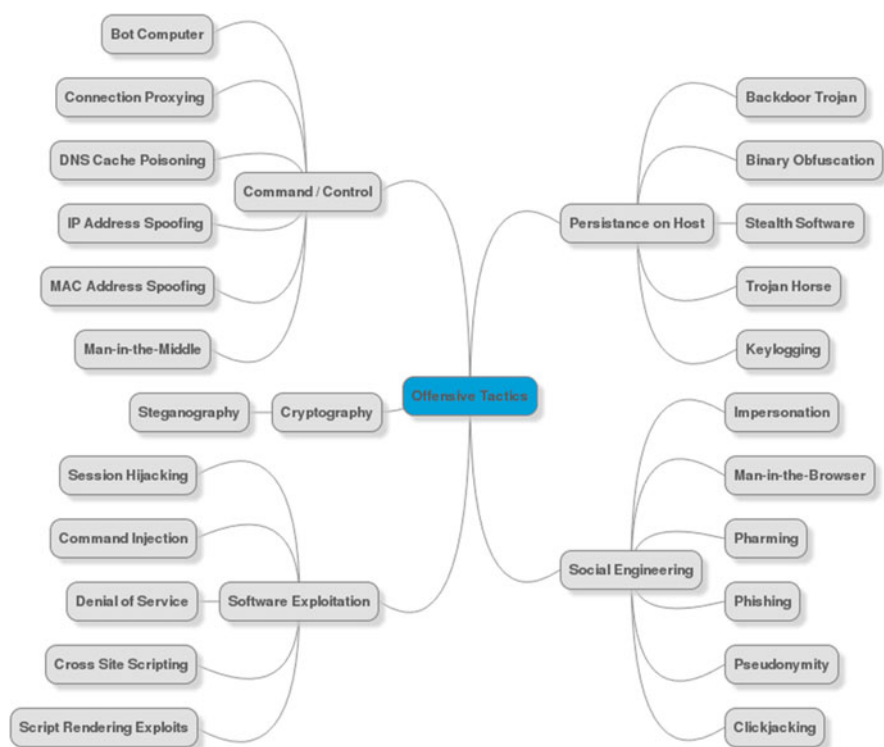 Bot Computer
Connection Proxying
DNS Cache Poisoning
IP Address Spoofing
MAC Address Spoofing
Man-in-the-Middle
Command / Control
Steganography
Cryptography
Offensive Tactics
Session Hijacking
Command Injection
Denial of Service
Cross Site Scripting
Script Rendering Exploits
Software Exploitation
Persistance on Host
Backdoor Trojan
Binary Obfuscation
Stealth Software
Trojan Horse
Keylogging
Social Engineering
Impersonation
Man-in-the-Browser
Pharming
Phishing
Pseudonymity
Clickjacking